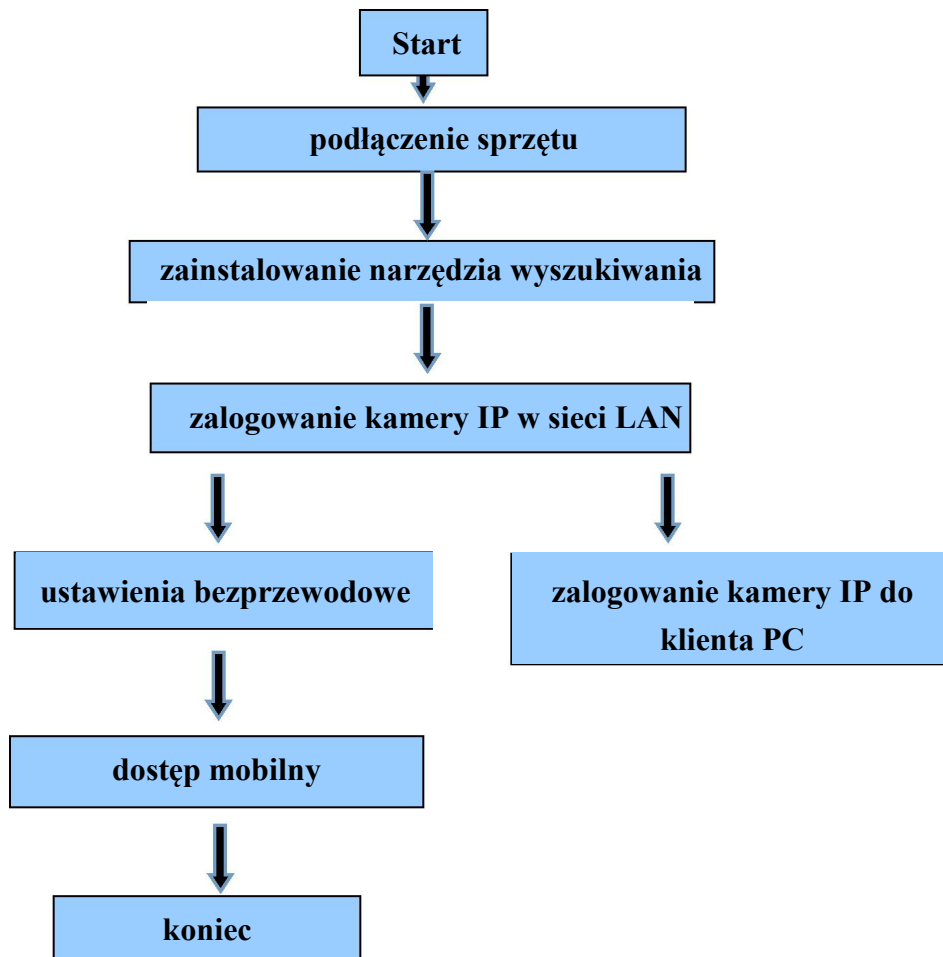 Start
podłączenie sprzętu
zainstalowanie narzędzia wyszukiwania
zalogowanie kamery IP w sieci LAN
ustawienia bezprzewodowe
zalogowanie kamery IP do
klienta PC
dostęp mobilny
koniec